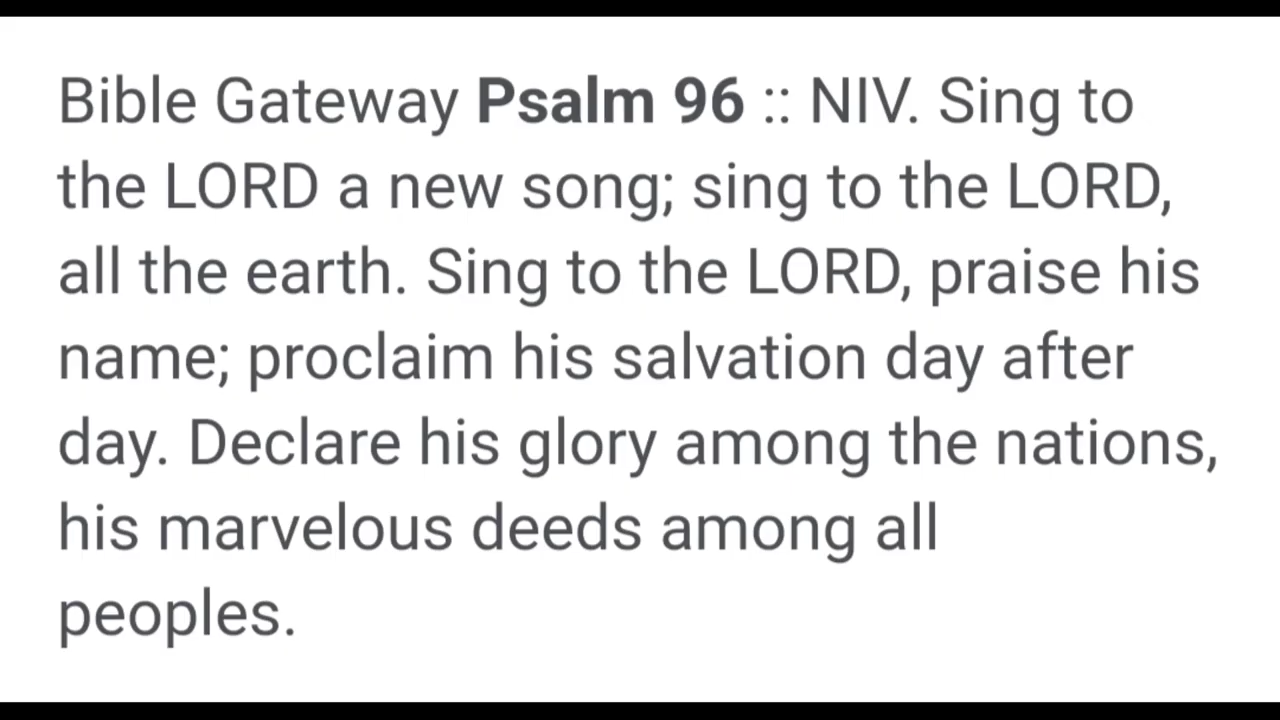 Bible Gateway Psalm 96 :: NIV. Sing to
the LORD a new song; sing to the LORD,
all the earth. Sing to the LORD, praise his
name; proclaim his salvation day after
day. Declare his glory among the nations,
his marvelous deeds among all
peoples.